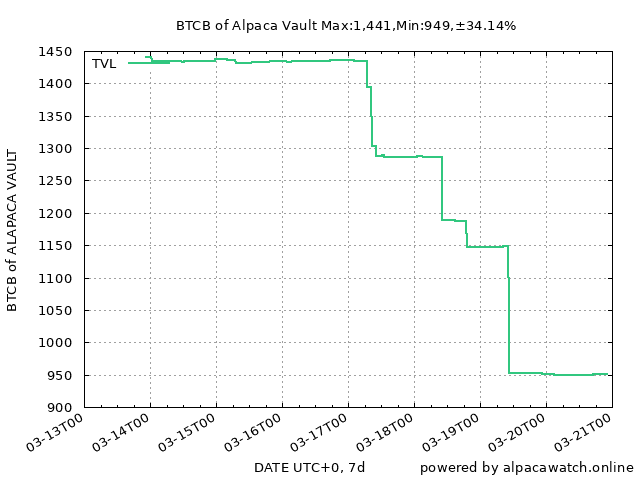 BTCB of Alpaca Vault Max:1,441,Min:949,±34.14%
TVL
BTCB of ALAPACA VAULT
1450
1400
1350
1300
1250
1200
1150
1100
1050
1000
950
900
03-13T00
03-14T00
03-15T00
03-16T00
03-17T00
03-18T00
03-19T00
03-20T00
03-21T00
DATE UTC+0, 7d
powered by alpacawatch.online